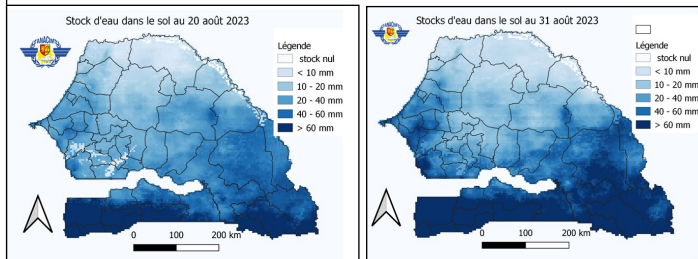 Stock d'eau dans le sol au 20 août 2023
Légende
stock nul
< 10 mm
10 - 20 mm
20 - 40 mm
40 - 60 mm
> 60 mm
0 100 200 km
Stocks d'eau dans le sol au 31 août 2023
Légende
stock nul
< 10 mm
10 - 20 mm
20 - 40 mm
40 - 60 mm
> 60 mm
0 100 200 km